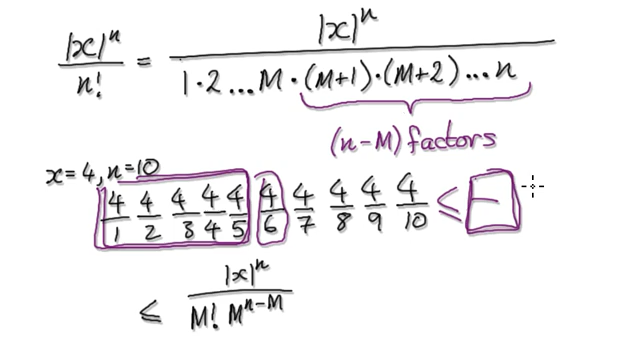 |x|ⁿ / n! = |x|ⁿ / (1·2...M·(M+1)·(M+2)...n)
(n-M) factors
x=4, n=10
4/1 4/2 4/3 4/4 4/5 4/6 4/7 4/8 4/9 4/10 ≤ —
≤ |x|ⁿ / (M! Mⁿ⁻ᴹ)